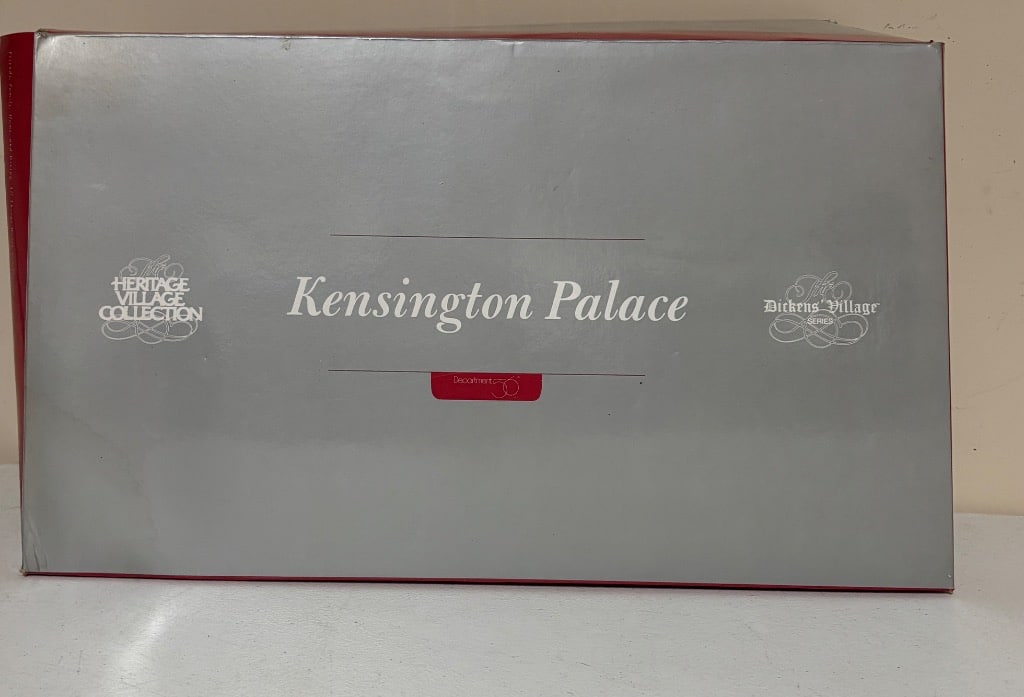 The
HERITAGE
VILLAGE
COLLECTION
Kensington Palace
The
Dickens' Village
SERIES
Department 56